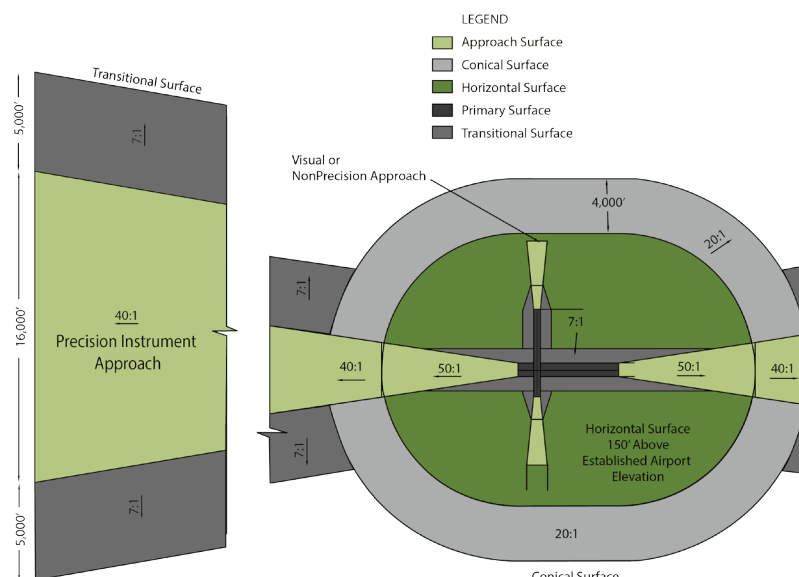 LEGEND
Approach Surface
Conical Surface
Horizontal Surface
Primary Surface
Transitional Surface
Transitional Surface
5,000'
7:1
Visual or
NonPrecision Approach
4,000'
20:1
7:1
16,000'
40:1
Precision Instrument
Approach
7:1
40:1
50:1
50:1
40:1
Horizontal Surface
150' Above
Established Airport
Elevation
7:1
5,000'
7:1
20:1
Conical Surface